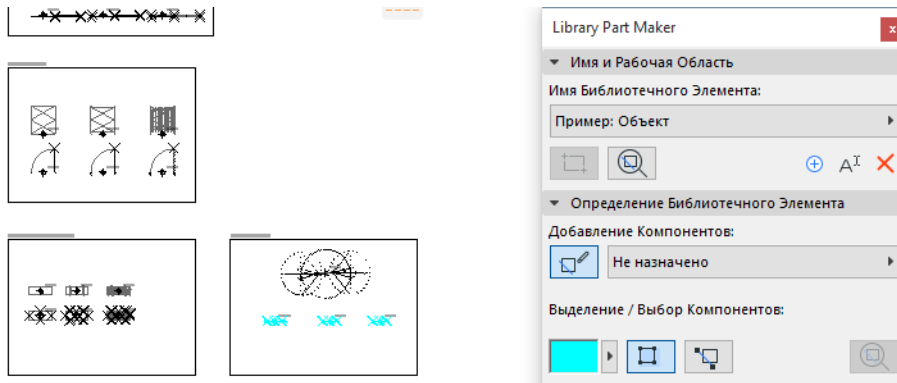 Library Part Maker
x
Имя и Рабочая Область
Имя Библиотечного Элемента:
Пример: Объект
Определение Библиотечного Элемента
Добавление Компонентов:
Не назначено
Выделение / Выбор Компонентов: